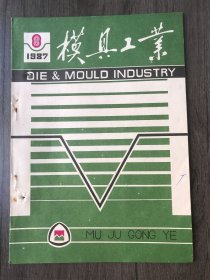 8
1987
模具工業
DIE & MOULD INDUSTRY
MU JU GONG YE